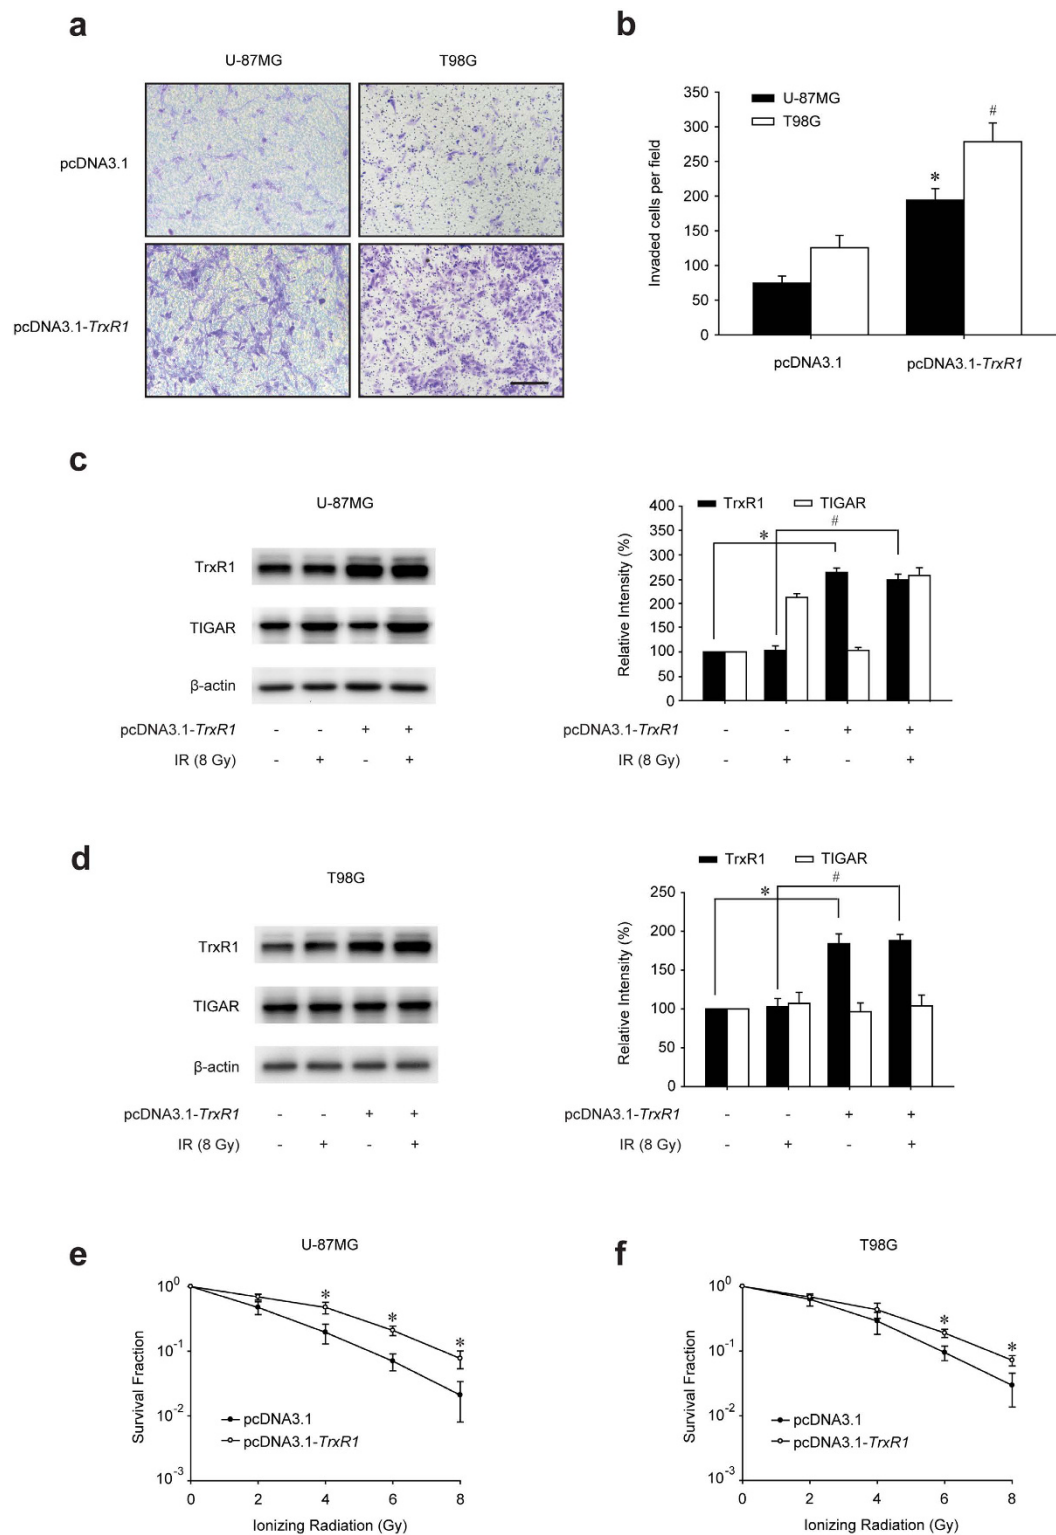 a
U-87MG
T98G
pcDNA3.1
pcDNA3.1-TrxR1
b
Invaded cells per field
350
300
250
200
150
100
50
0
U-87MG
T98G
*
#
pcDNA3.1
pcDNA3.1-TrxR1
c
U-87MG
TrxR1
TIGAR
β-actin
pcDNA3.1-TrxR1 - - + +
IR (8 Gy) - + - +
Relative Intensity (%)
400
350
300
250
200
150
100
50
0
TrxR1 TIGAR
*
#
pcDNA3.1-TrxR1 - - + +
IR (8 Gy) - + - +
d
T98G
TrxR1
TIGAR
β-actin
pcDNA3.1-TrxR1 - - + +
IR (8 Gy) - + - +
Relative Intensity (%)
250
200
150
100
50
0
TrxR1 TIGAR
*
#
pcDNA3.1-TrxR1 - - + +
IR (8 Gy) - + - +
e
U-87MG
Survival Fraction
10⁰
10⁻¹
10⁻²
10⁻³
* * *
pcDNA3.1
pcDNA3.1-TrxR1
0 2 4 6 8
Ionizing Radiation (Gy)
f
T98G
Survival Fraction
10⁰
10⁻¹
10⁻²
10⁻³
* *
pcDNA3.1
pcDNA3.1-TrxR1
0 2 4 6 8
Ionizing Radiation (Gy)